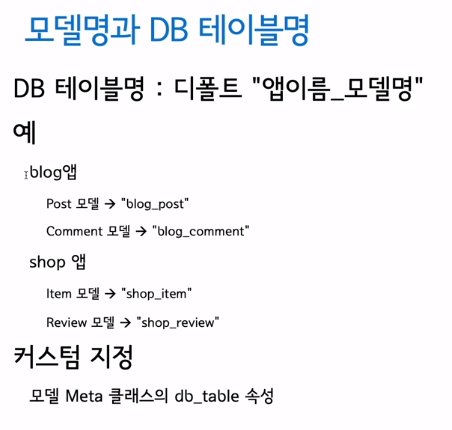 모델명과 DB 테이블명
DB 테이블명 : 디폴트 "앱이름_모델명"
예
blog앱
Post 모델 → "blog_post"
Comment 모델 → "blog_comment"
shop 앱
Item 모델 → "shop_item"
Review 모델 → "shop_review"
커스텀 지정
모델 Meta 클래스의 db_table 속성